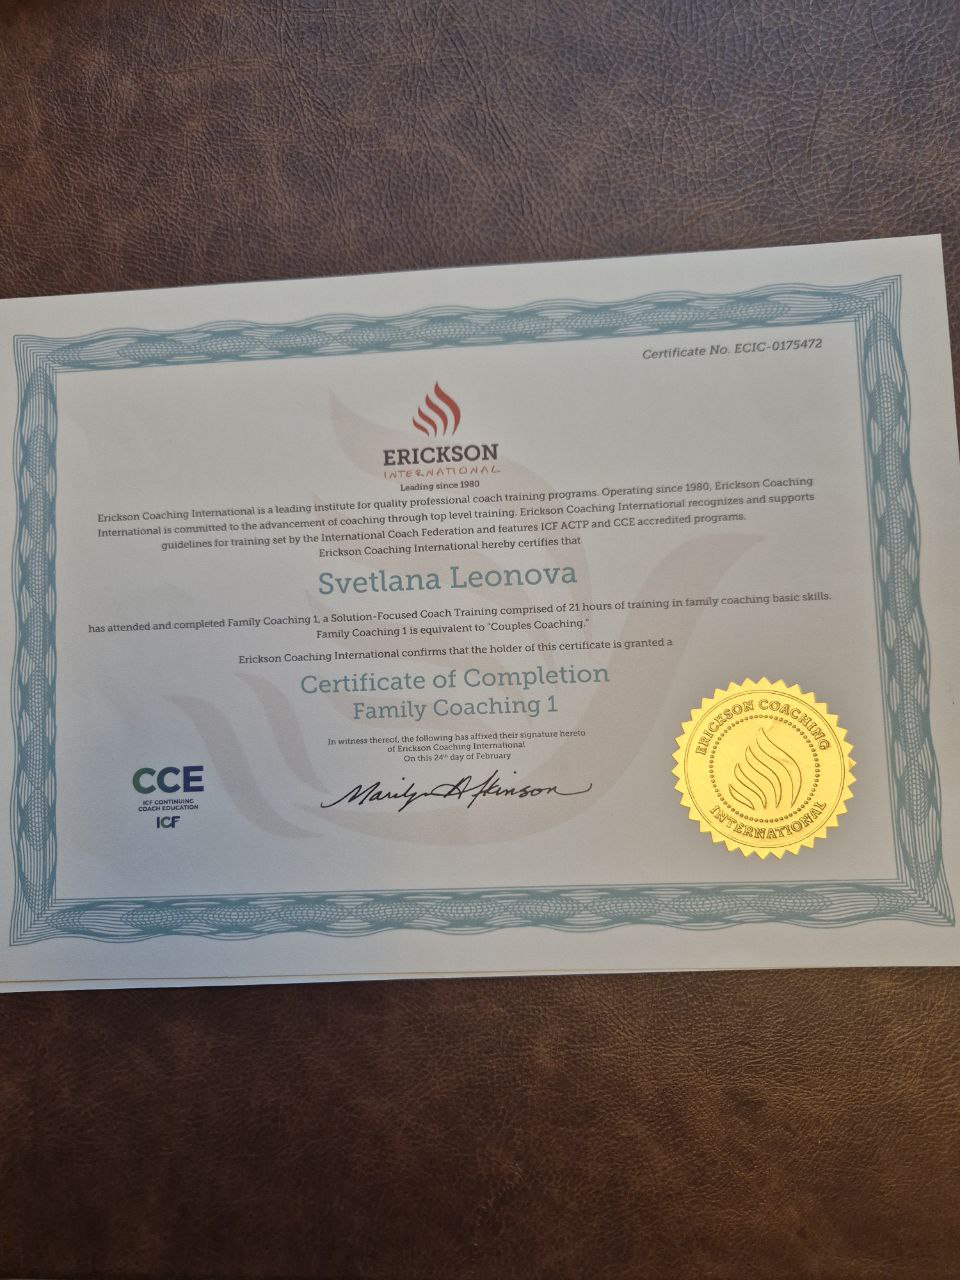 Certificate No. ECIC-0175472
ERICKSON
INTERNATIONAL
Leading since 1980
Erickson Coaching International is a leading institute for quality professional coach training programs. Operating since 1980, Erickson Coaching
International is committed to the advancement of coaching through top level training. Erickson Coaching International recognizes and supports
guidelines for training set by the International Coach Federation and features ICF ACTP and CCE accredited programs.
Erickson Coaching International hereby certifies that
Svetlana Leonova
has attended and completed Family Coaching 1, a Solution-Focused Coach Training comprised of 21 hours of training in family coaching basic skills.
Family Coaching 1 is equivalent to "Couples Coaching."
Erickson Coaching International confirms that the holder of this certificate is granted a
Certificate of Completion
Family Coaching 1
In witness thereof, the following has affixed their signature hereto
of Erickson Coaching International
On this 24th day of February
Marilyn Atkinson
CCE
ICF CONTINUING
COACH EDUCATION
ICF
ERICKSON COACHING
INTERNATIONAL